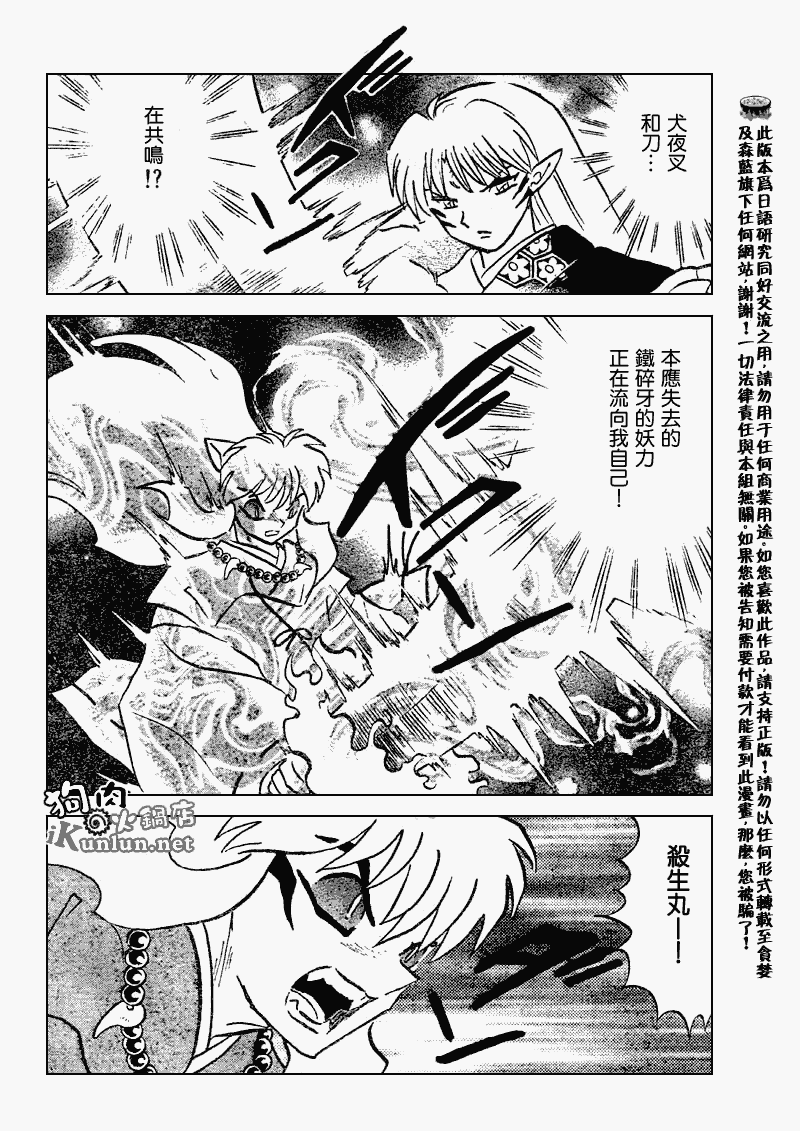 犬夜叉
和刀…
在共鳴!?
本應失去的
鐵碎牙的妖力
正在流向我自己！
殺生丸—！
狗肉
火鍋店
iKunlun.net
此版本爲日語研究同好交流之用，請勿用于任何商業用途。如您喜歡此作品，請支持正版！請勿以任何形式轉載至貪婪
及森藍旗下任何網站，謝謝！一切法律責任與本組無關。如果您被告知需要付款才能看到此漫畫，那麼，您被騙了！